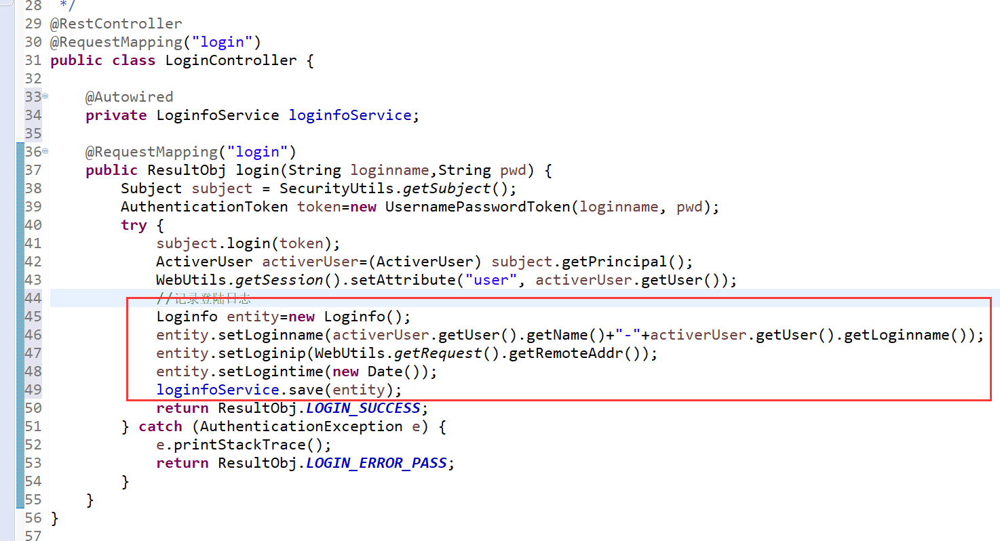 28 */
29 @RestController
30 @RequestMapping("login")
31 public class LoginController {
32
33 @Autowired
34 private LoginfoService loginfoService;
35
36 @RequestMapping("login")
37 public ResultObj login(String loginname,String pwd) {
38 Subject subject = SecurityUtils.getSubject();
39 AuthenticationToken token=new UsernamePasswordToken(loginname, pwd);
40 try {
41 subject.login(token);
42 ActiverUser activerUser=(ActiverUser) subject.getPrincipal();
43 WebUtils.getSession().setAttribute("user", activerUser.getUser());
44 //记录登陆日志
45 Loginfo entity=new Loginfo();
46 entity.setLoginname(activerUser.getUser().getName()+"-"+activerUser.getUser().getLoginname());
47 entity.setLoginip(WebUtils.getRequest().getRemoteAddr());
48 entity.setLogintime(new Date());
49 loginfoService.save(entity);
50 return ResultObj.LOGIN_SUCCESS;
51 } catch (AuthenticationException e) {
52 e.printStackTrace();
53 return ResultObj.LOGIN_ERROR_PASS;
54 }
55 }
56 }
57